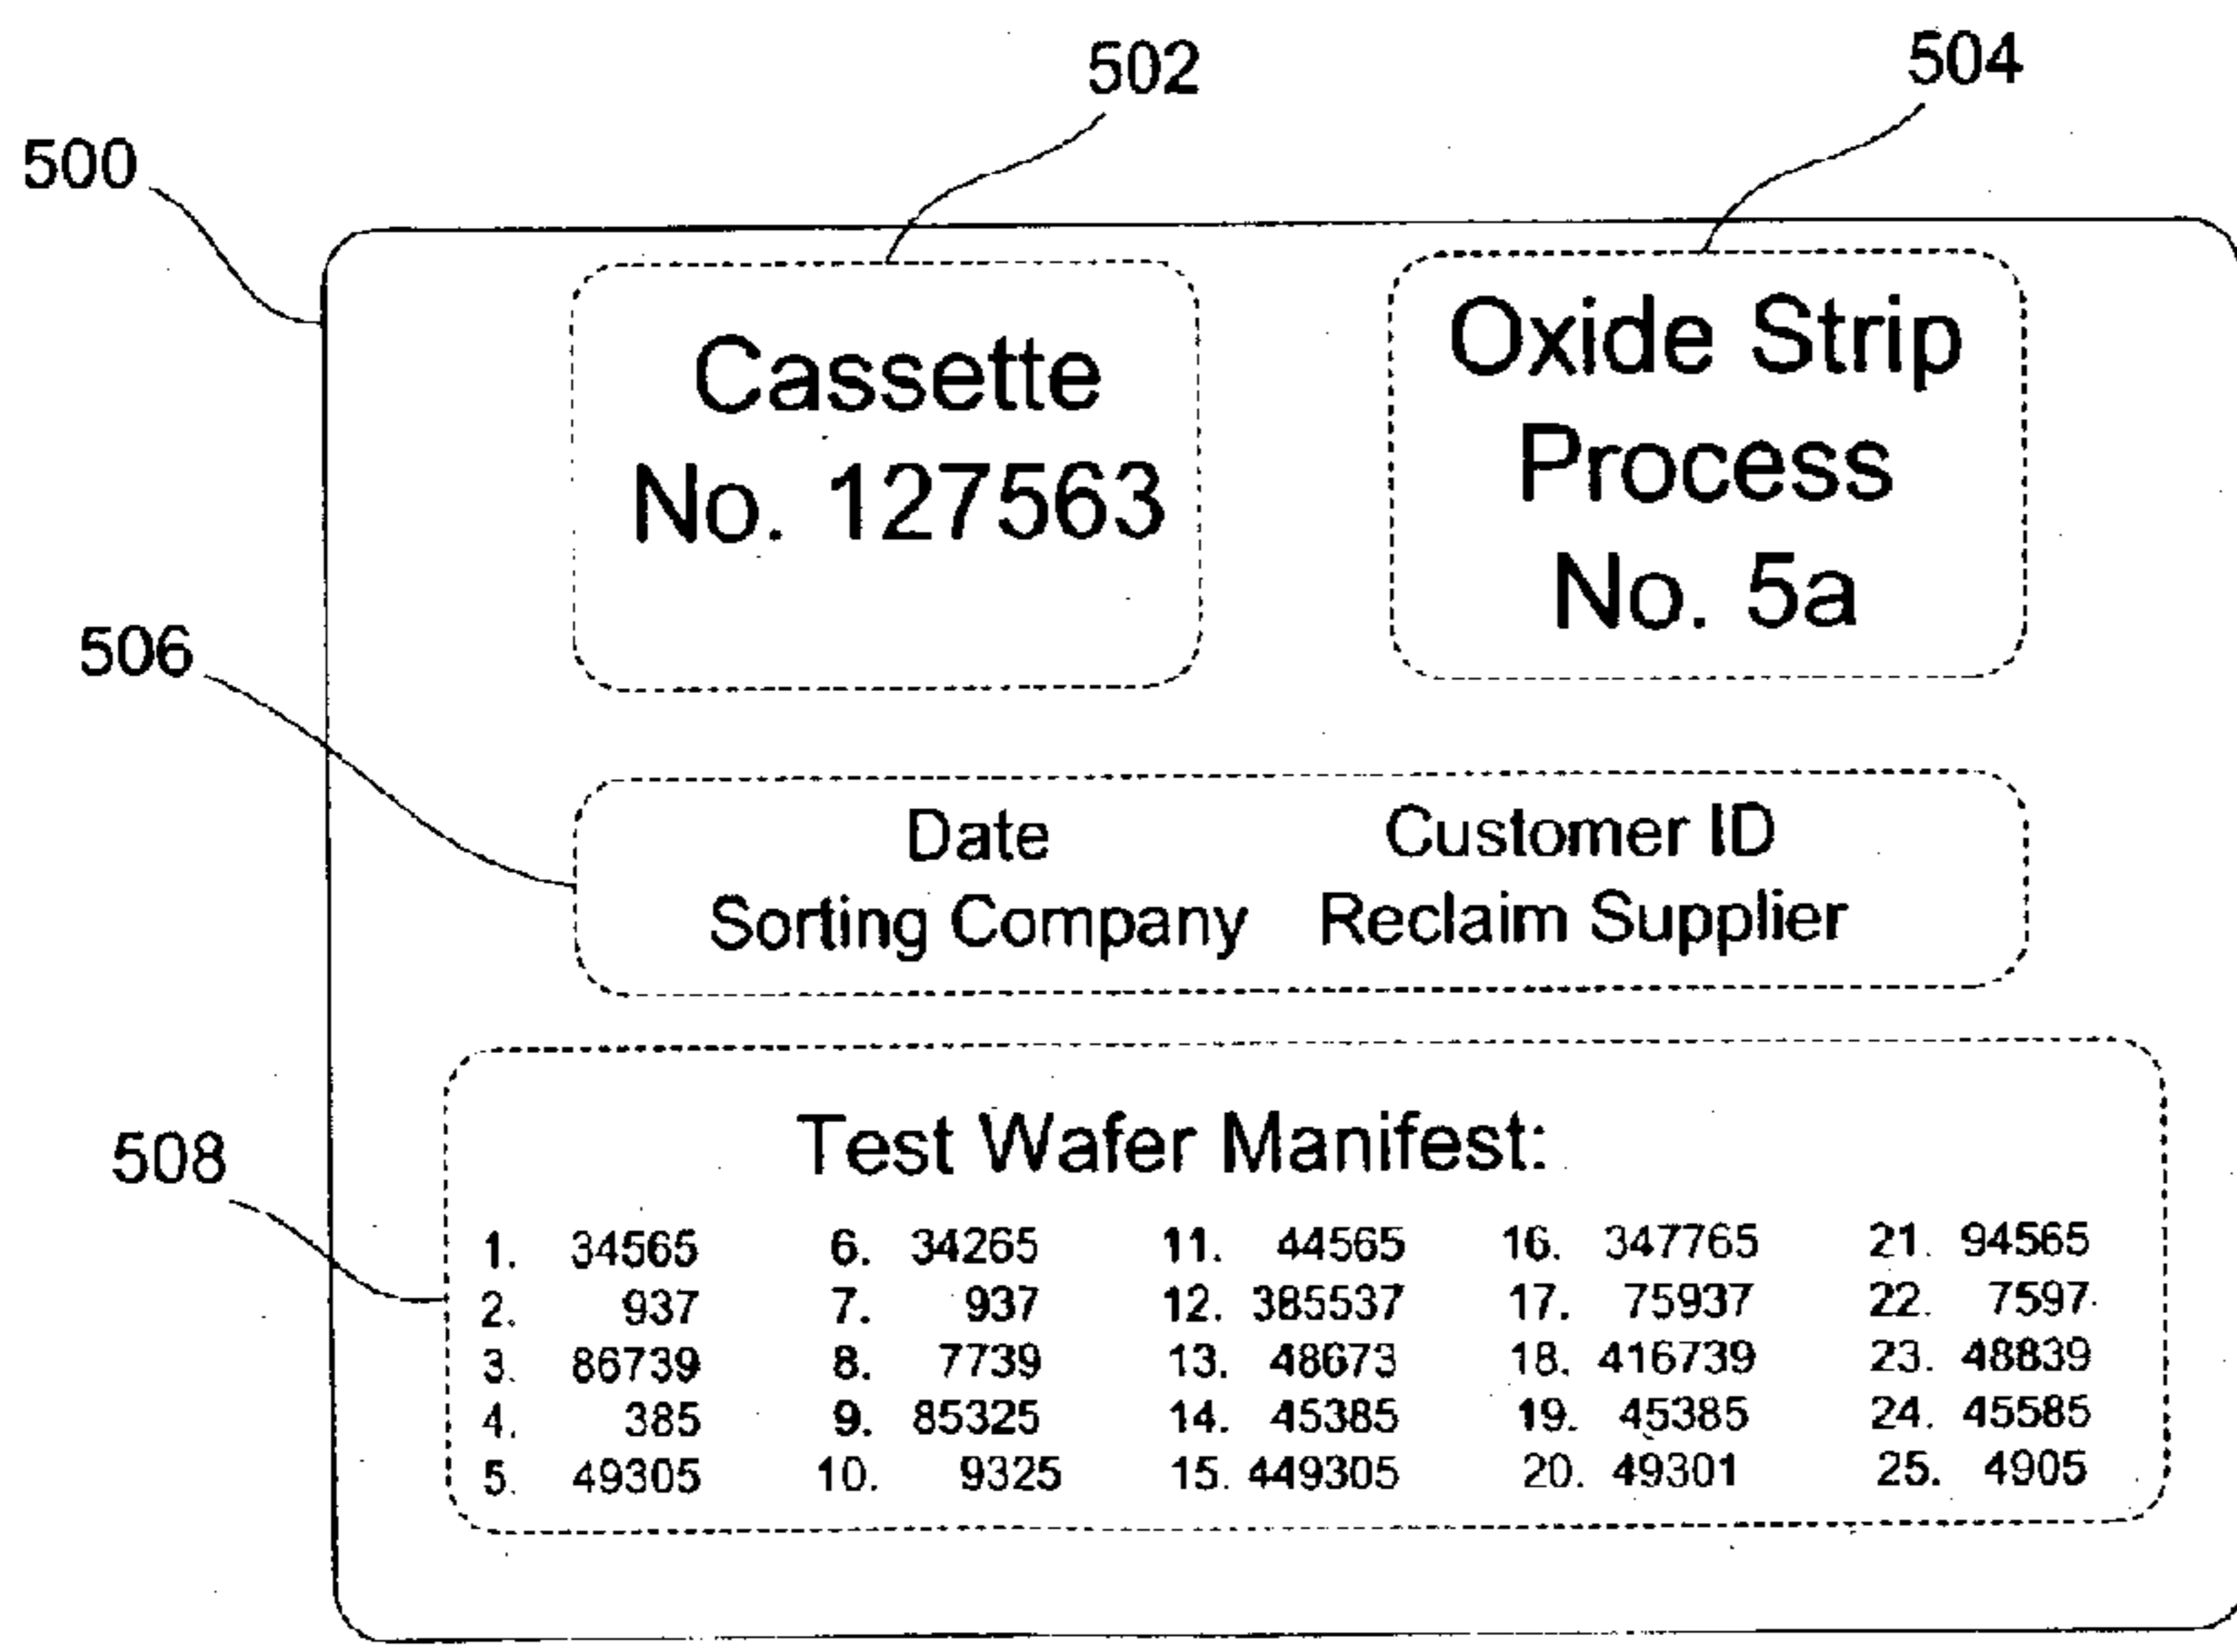 502
504
500
Cassette
No. 127563
Oxide Strip
Process
No. 5a
506
Date Customer ID
Sorting Company Reclaim Supplier
508
Test Wafer Manifest:
1. 34565 6. 34265 11. 44565 16. 347765 21. 94565
2. 937 7. 937 12. 385537 17. 75937 22. 7597
3. 86739 8. 7739 13. 48673 18. 416739 23. 48839
4. 385 9. 85325 14. 45385 19. 45385 24. 45585
5. 49305 10. 9325 15. 449305 20. 49301 25. 4905